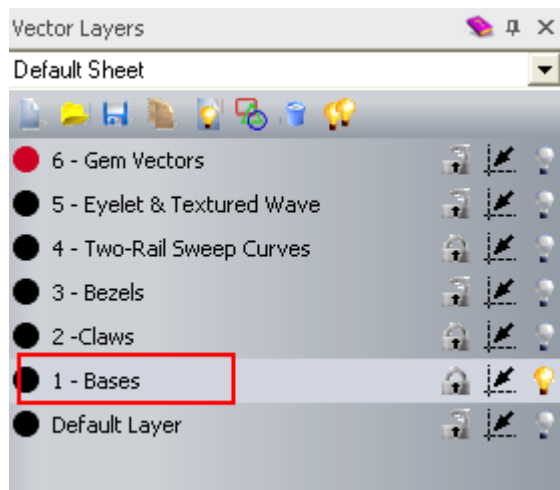 Vector Layers
Default Sheet
6 - Gem Vectors
5 - Eyelet & Textured Wave
4 - Two-Rail Sweep Curves
3 - Bezels
2 -Claws
1 - Bases
Default Layer